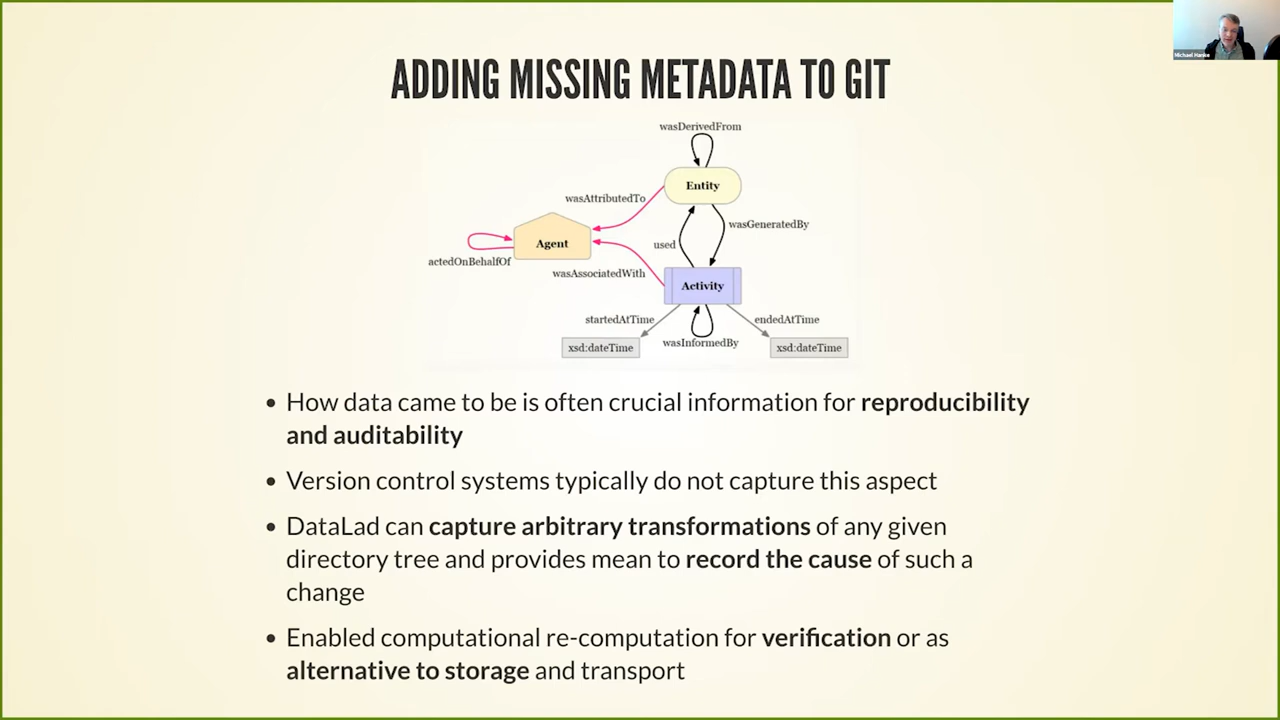 Michael Hanke
ADDING MISSING METADATA TO GIT
wasDerivedFrom
Entity
wasAttributedTo
wasGeneratedBy
used
Agent
actedOnBehalfOf
wasAssociatedWith
Activity
startedAtTime
endedAtTime
wasInformedBy
xsd:dateTime
xsd:dateTime
• How data came to be is often crucial information for reproducibility
and auditability
• Version control systems typically do not capture this aspect
• DataLad can capture arbitrary transformations of any given
directory tree and provides mean to record the cause of such a
change
• Enabled computational re-computation for verification or as
alternative to storage and transport